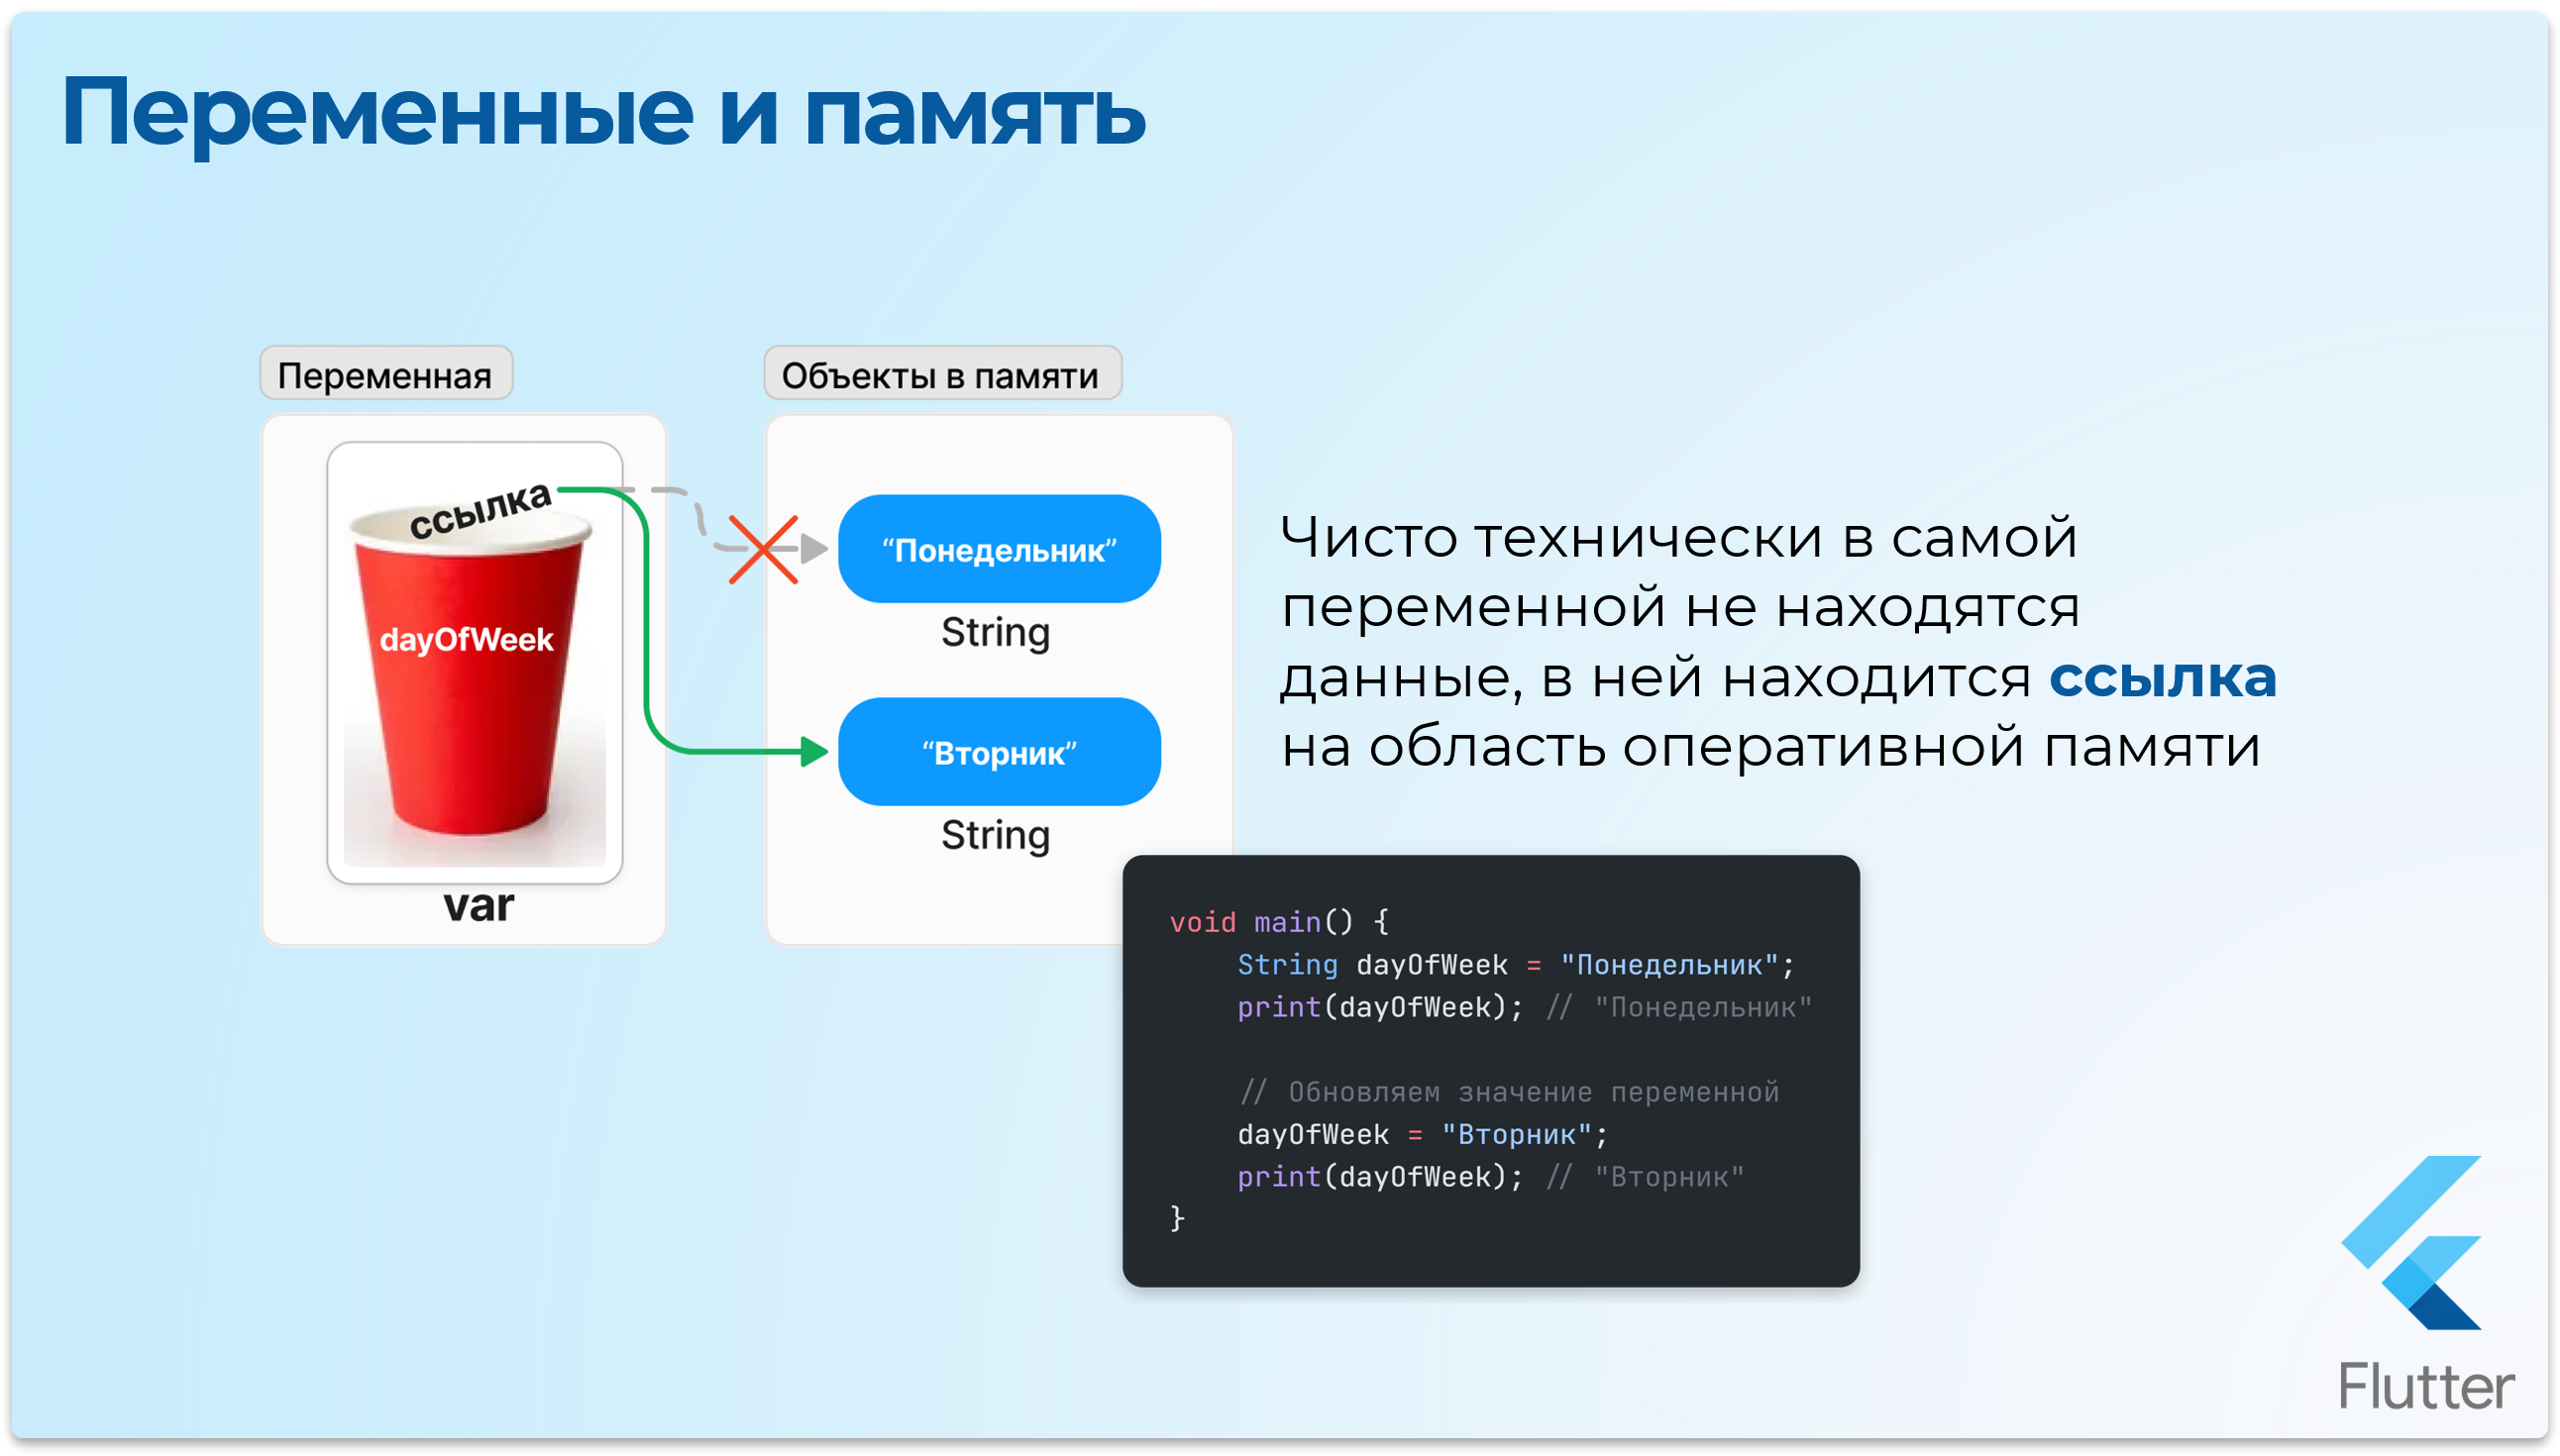 Переменные и память
Переменная
Объекты в памяти
ссылка
dayOfWeek
var
“Понедельник”
String
“Вторник”
String
Чисто технически в самой
переменной не находятся
данные, в ней находится ссылка
на область оперативной памяти
void main() {
    String dayOfWeek = "Понедельник";
    print(dayOfWeek); // "Понедельник"
    // Обновляем значение переменной
    dayOfWeek = "Вторник";
    print(dayOfWeek); // "Вторник"
}
Flutter